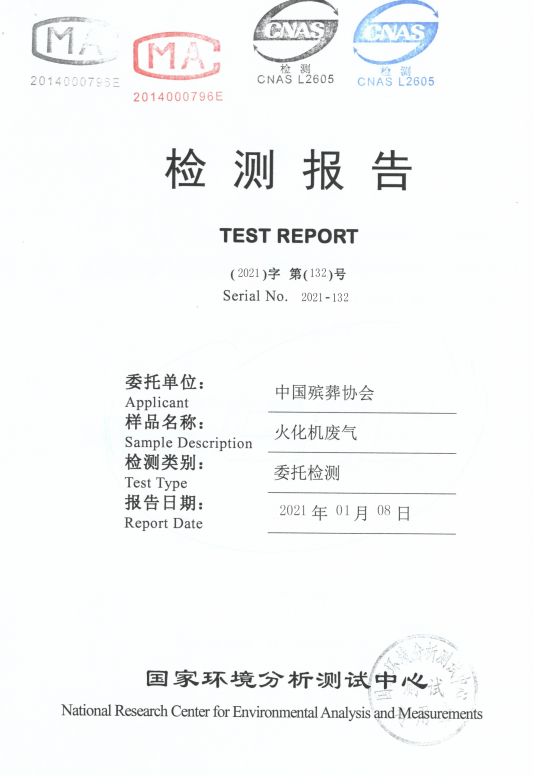 MA
2014000796E
MA
2014000796E
CNAS
检 测
CNAS L2605
CNAS
检 测
CNAS L2605
检 测 报 告
TEST REPORT
(2021)字 第(132)号
Serial No. 2021-132
委托单位：
中国殡葬协会
Applicant
样品名称：
火化机废气
Sample Description
检测类别：
委托检测
Test Type
报告日期：
2021 年 01 月 08 日
Report Date
国家环境分析测试中心
National Research Center for Environmental Analysis and Measurements